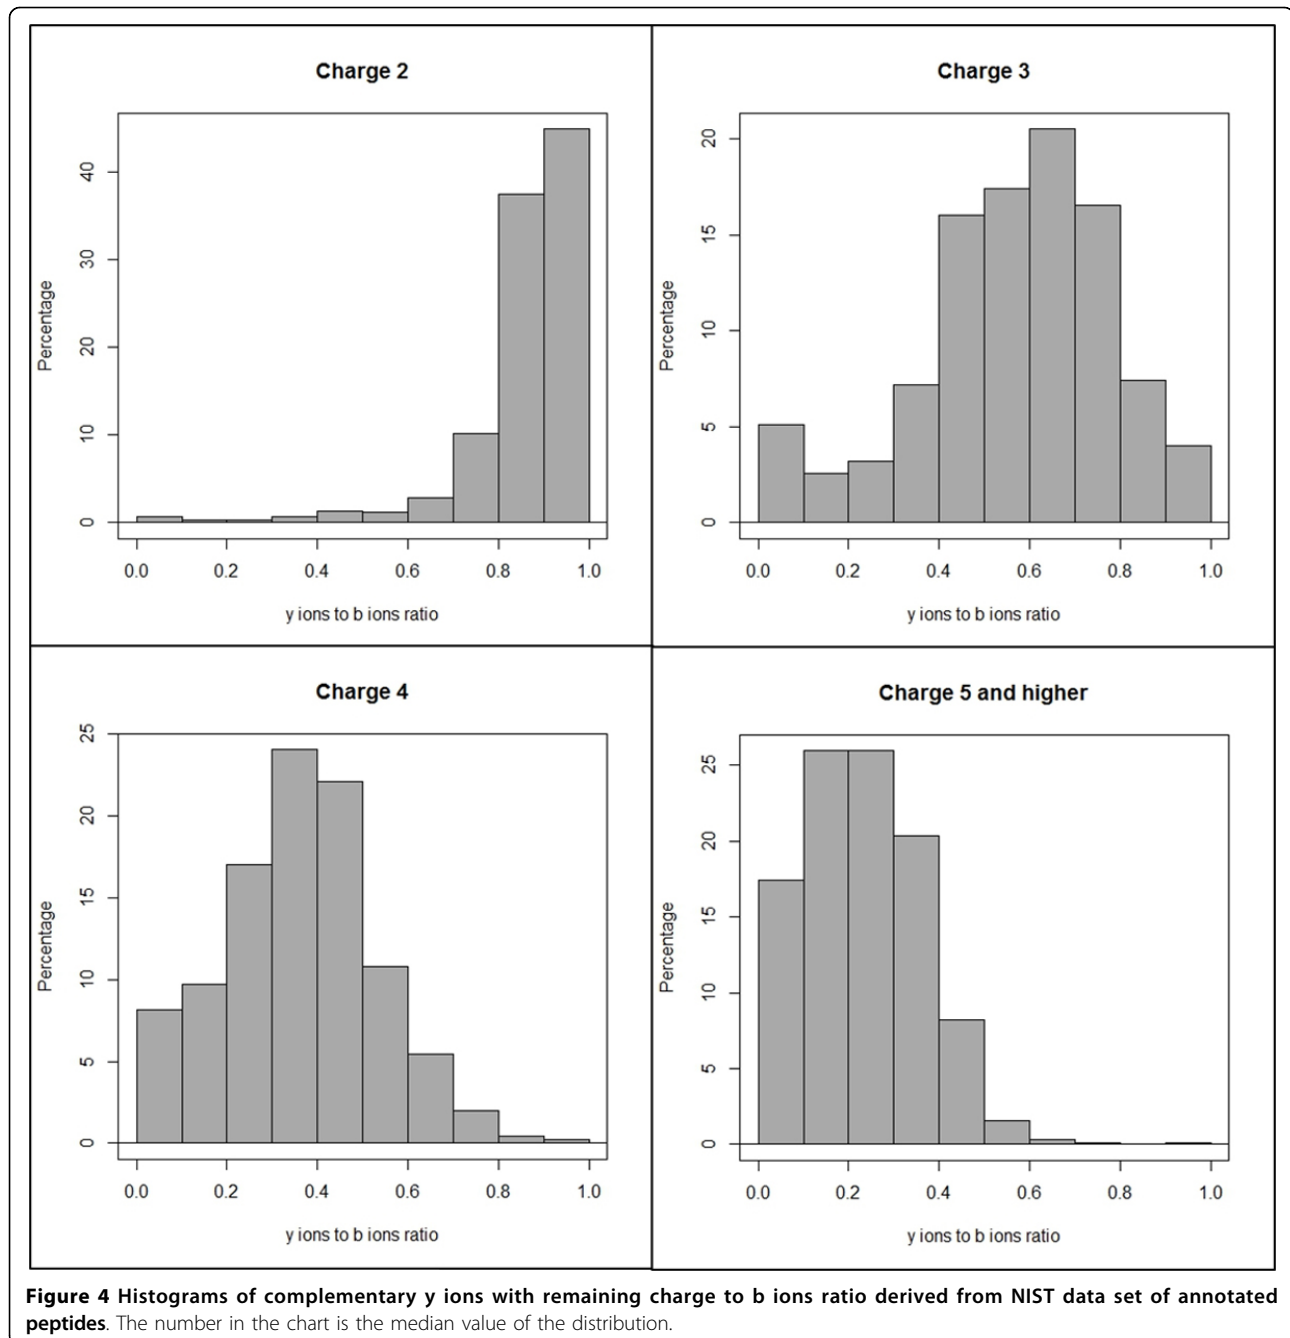 Charge 2
40
30
20
10
0
Percentage
0.0 0.2 0.4 0.6 0.8 1.0
y ions to b ions ratio
Charge 3
20
15
10
5
0
Percentage
0.0 0.2 0.4 0.6 0.8 1.0
y ions to b ions ratio
Charge 4
25
20
15
10
5
0
Percentage
0.0 0.2 0.4 0.6 0.8 1.0
y ions to b ions ratio
Charge 5 and higher
25
20
15
10
5
0
Percentage
0.0 0.2 0.4 0.6 0.8 1.0
y ions to b ions ratio
Figure 4 Histograms of complementary y ions with remaining charge to b ions ratio derived from NIST data set of annotated
peptides. The number in the chart is the median value of the distribution.